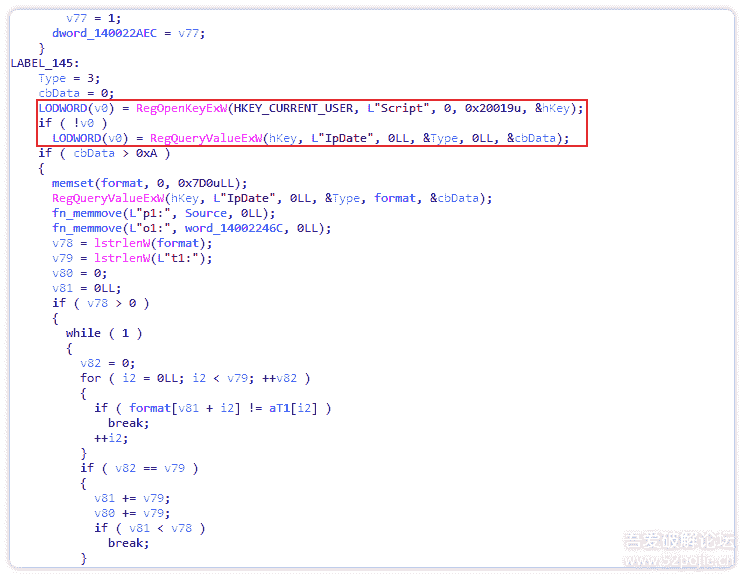 v77 = 1;
dword_140022AEC = v77;
}
LABEL_145:
Type = 3;
cbData = 0;
LODWORD(v0) = RegOpenKeyExW(HKEY_CURRENT_USER, L"Script", 0, 0x20019u, &hKey);
if ( !v0 )
LODWORD(v0) = RegQueryValueExW(hKey, L"IpDate", 0LL, &Type, 0LL, &cbData);
if ( cbData > 0xA )
{
memset(format, 0, 0x7D0uLL);
RegQueryValueExW(hKey, L"IpDate", 0LL, &Type, format, &cbData);
fn_memmove(L"p1:", Source, 0LL);
fn_memmove(L"o1:", word_14002246C, 0LL);
v78 = lstrlenW(format);
v79 = lstrlenW(L"t1:");
v80 = 0;
v81 = 0LL;
if ( v78 > 0 )
{
while ( 1 )
{
v82 = 0;
for ( i2 = 0LL; i2 < v79; ++v82 )
{
if ( format[v81 + i2] != aT1[i2] )
break;
++i2;
}
if ( v82 == v79 )
{
v81 += v79;
v80 += v79;
if ( v81 < v78 )
break;
}
吾爱破解论坛
www.52pojie.cn